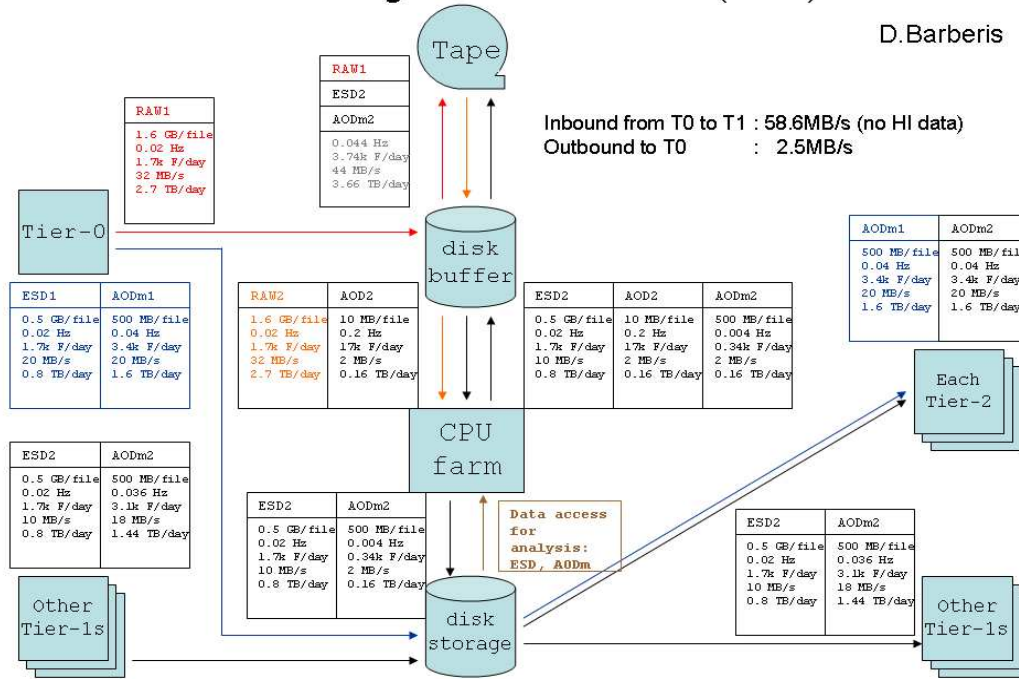 D.Barberis
Tape
RAW1
ESD2
AODm2
0.044 Hz
3.74k F/day
44 MB/s
3.66 TB/day
RAW1
1.6 GB/file
0.02 Hz
1.7k F/day
32 MB/s
2.7 TB/day
Inbound from T0 to T1 : 58.6MB/s (no HI data)
Outbound to T0 : 2.5MB/s
Tier-0
disk
buffer
AODm1 AODm2
500 MB/file 500 MB/fil
0.04 Hz 0.04 Hz
3.4k F/day 3.4k F/day
20 MB/s 20 MB/s
1.6 TB/day 1.6 TB/day
ESD1 AODm1
0.5 GB/file 500 MB/file
0.02 Hz 0.04 Hz
1.7k F/day 3.4k F/day
20 MB/s 20 MB/s
0.8 TB/day 1.6 TB/day
RAW2 AOD2
1.6 GB/file 10 MB/file
0.02 Hz 0.2 Hz
1.7k F/day 17k F/day
32 MB/s 2 MB/s
2.7 TB/day 0.16 TB/day
ESD2 AOD2 AODm2
0.5 GB/file 10 MB/file 500 MB/file
0.02 Hz 0.2 Hz 0.004 Hz
1.7k F/day 17k F/day 0.34k F/day
10 MB/s 2 MB/s 2 MB/s
0.8 TB/day 0.16 TB/day 0.16 TB/day
Each
Tier-2
CPU
farm
ESD2 AODm2
0.5 GB/file 500 MB/file
0.02 Hz 0.036 Hz
1.7k F/day 3.1k F/day
10 MB/s 18 MB/s
0.8 TB/day 1.44 TB/day
ESD2 AODm2
0.5 GB/file 500 MB/file
0.02 Hz 0.004 Hz
1.7k F/day 0.34k F/day
10 MB/s 2 MB/s
0.8 TB/day 0.16 TB/day
Data access
for
analysis:
ESD, AODm
ESD2 AODm2
0.5 GB/file 500 MB/file
0.02 Hz 0.036 Hz
1.7k F/day 3.1k F/day
10 MB/s 18 MB/s
0.8 TB/day 1.44 TB/day
Other
Tier-1s
disk
storage
Other
Tier-1s